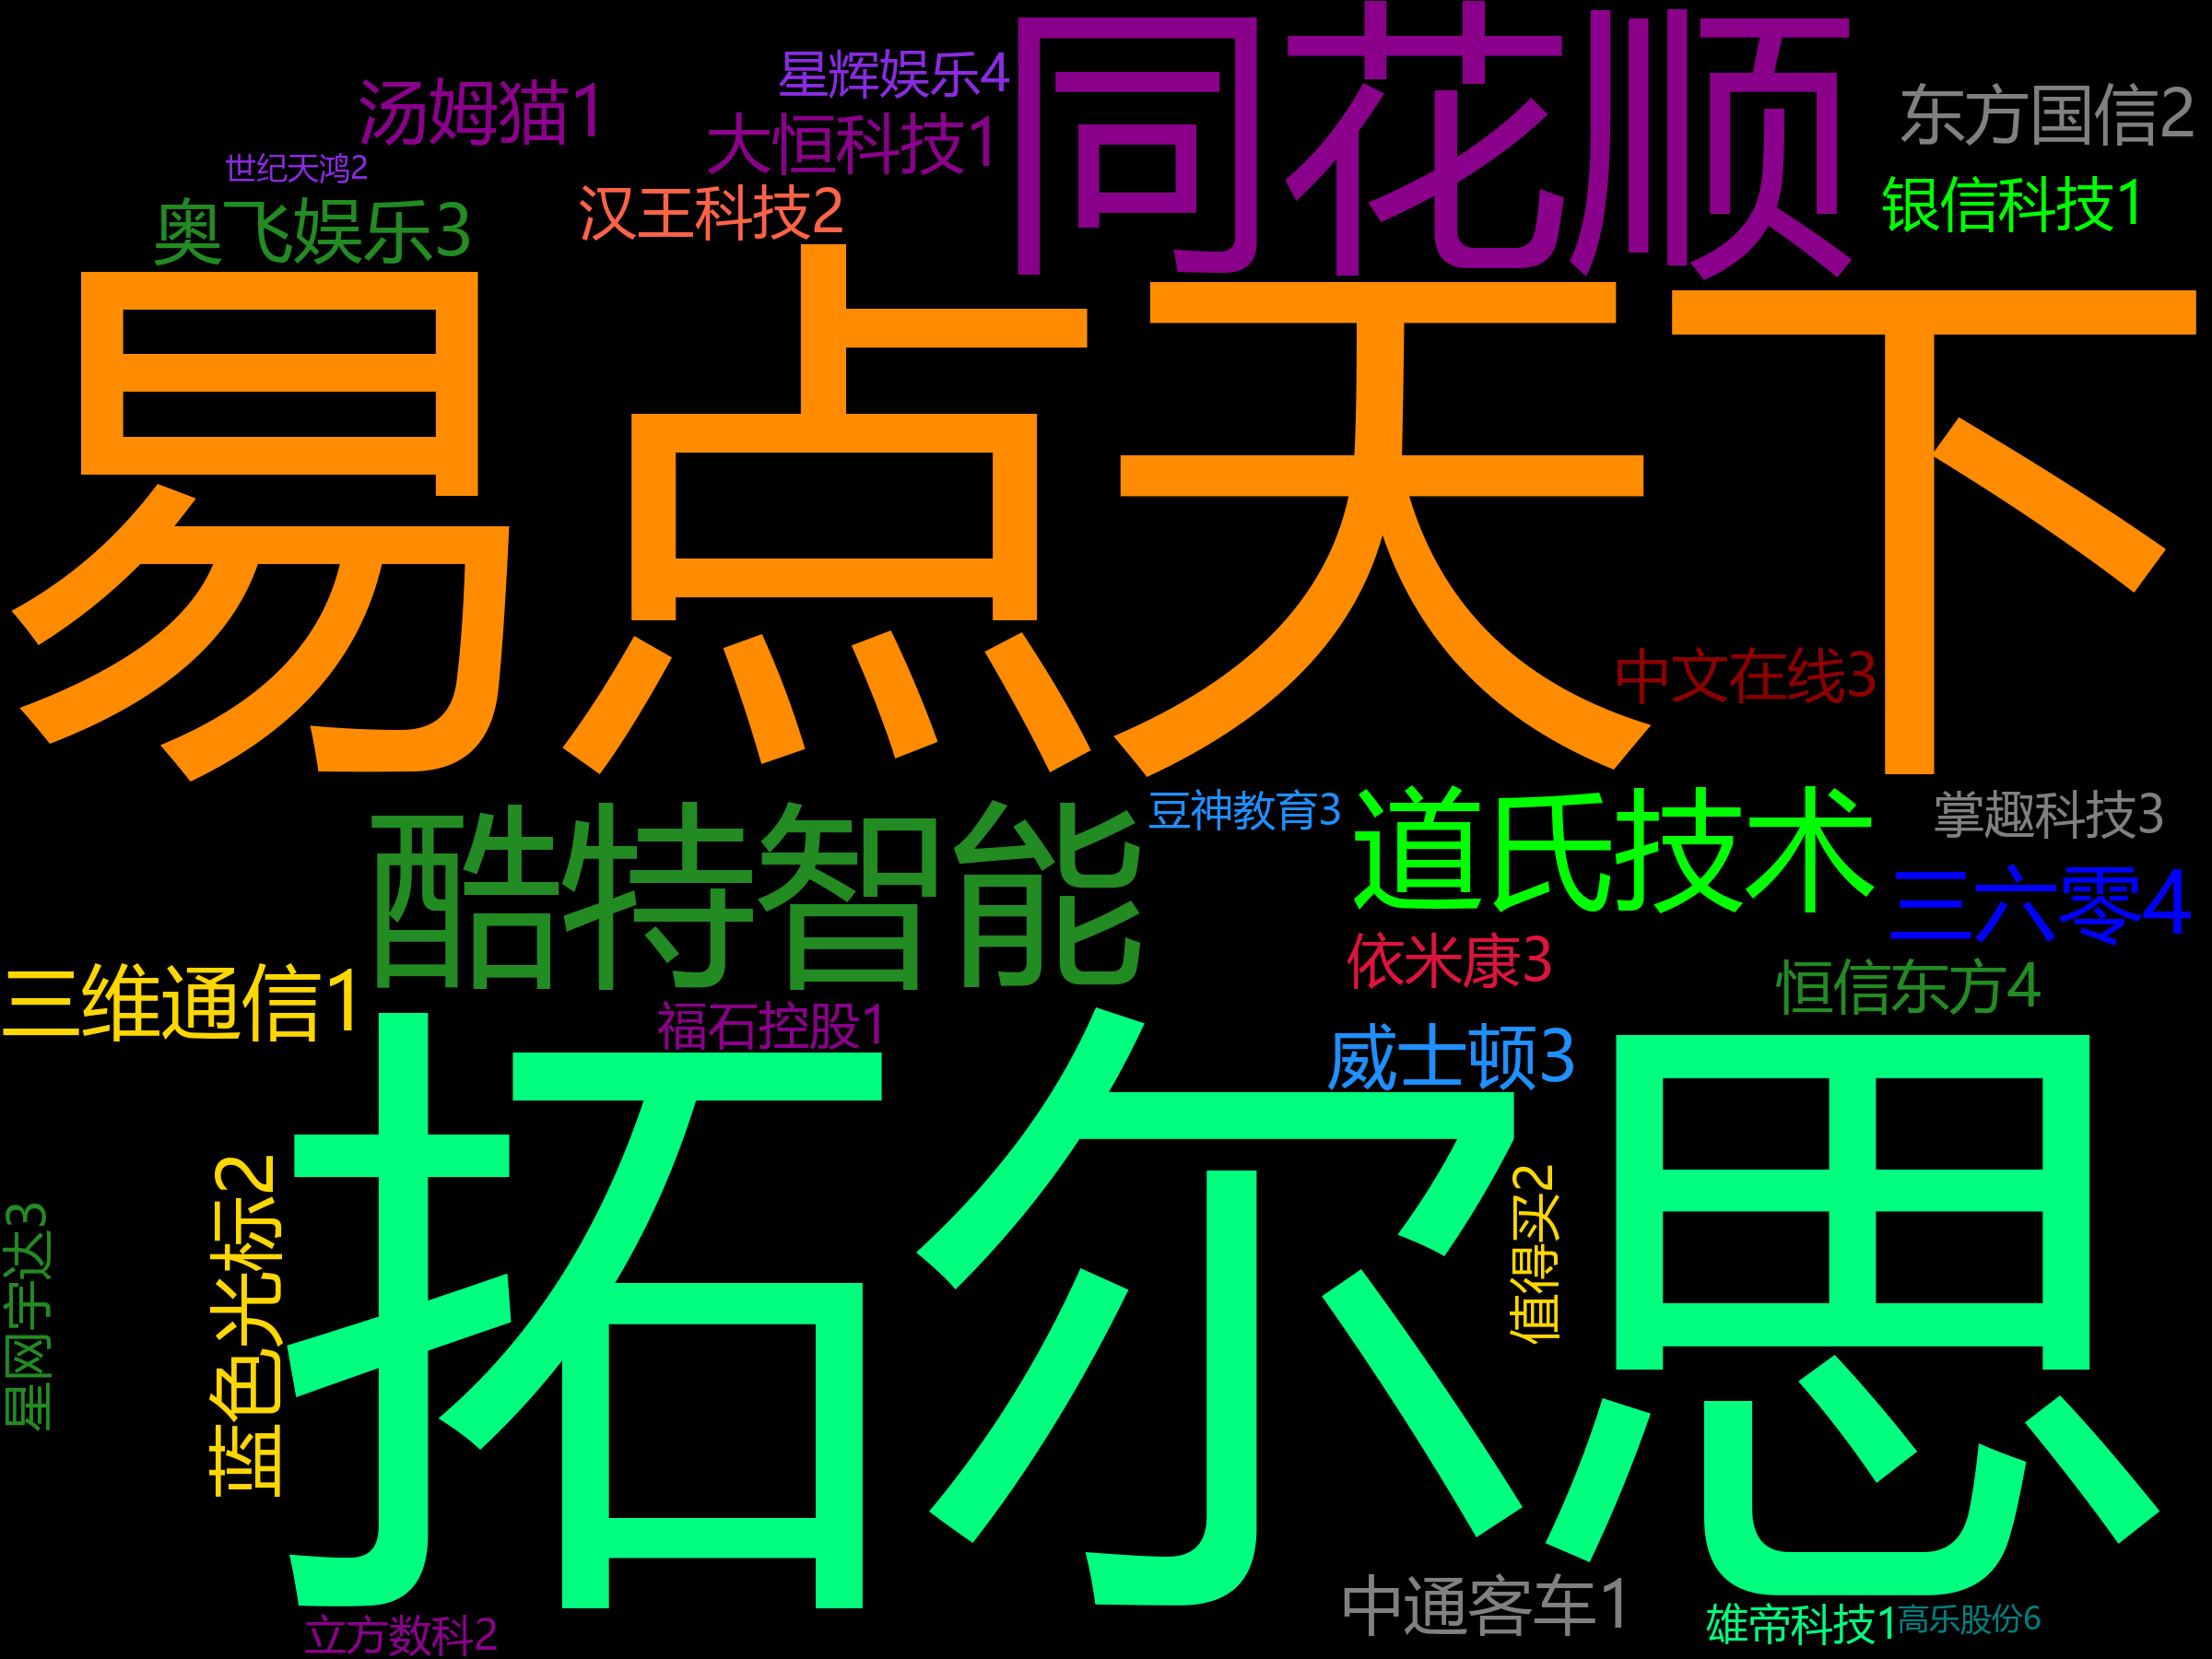 同花顺
星辉娱乐4
汤姆猫1
东方国信2
大恒科技1
世纪天鸿2
银信科技1
汉王科技2
奥飞娱乐3
易点天下
中文在线3
豆神教育3
道氏技术
掌趣科技3
酷特智能
三六零4
依米康3
三维通信1
恒信东方4
福石控股1
威士顿3
拓尔思
值得买2
蓝色光标2
星网宇达3
中通客车1
立方数科2
雄帝科技1
高乐股份6